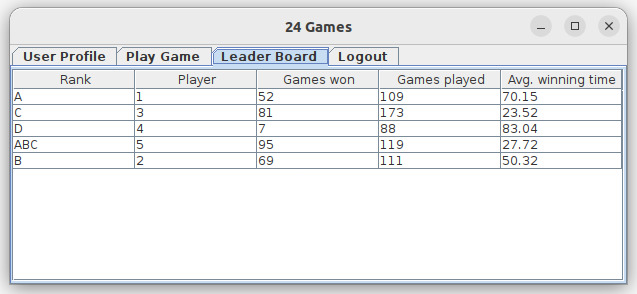 24 Games
User Profile Play Game Leader Board Logout
Rank Player Games won Games played Avg. winning time
A 1 52 109 70.15
C 3 81 173 23.52
D 4 7 88 83.04
ABC 5 95 119 27.72
B 2 69 111 50.32